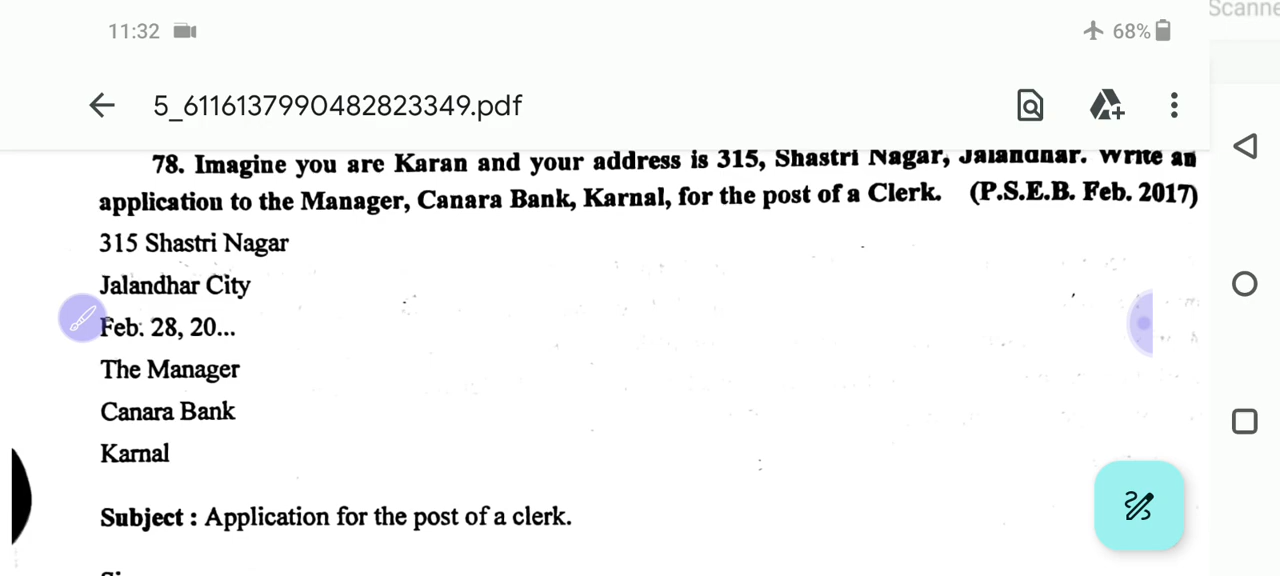 Scanne
11:32
68%
5_6116137990482823349.pdf
78. Imagine you are Karan and your address is 315, Shastri Nagar, Jalandhar. Write an
application to the Manager, Canara Bank, Karnal, for the post of a Clerk. (P.S.E.B. Feb. 2017)
315 Shastri Nagar
Jalandhar City
Feb. 28, 20...
The Manager
Canara Bank
Karnal
Subject : Application for the post of a clerk.